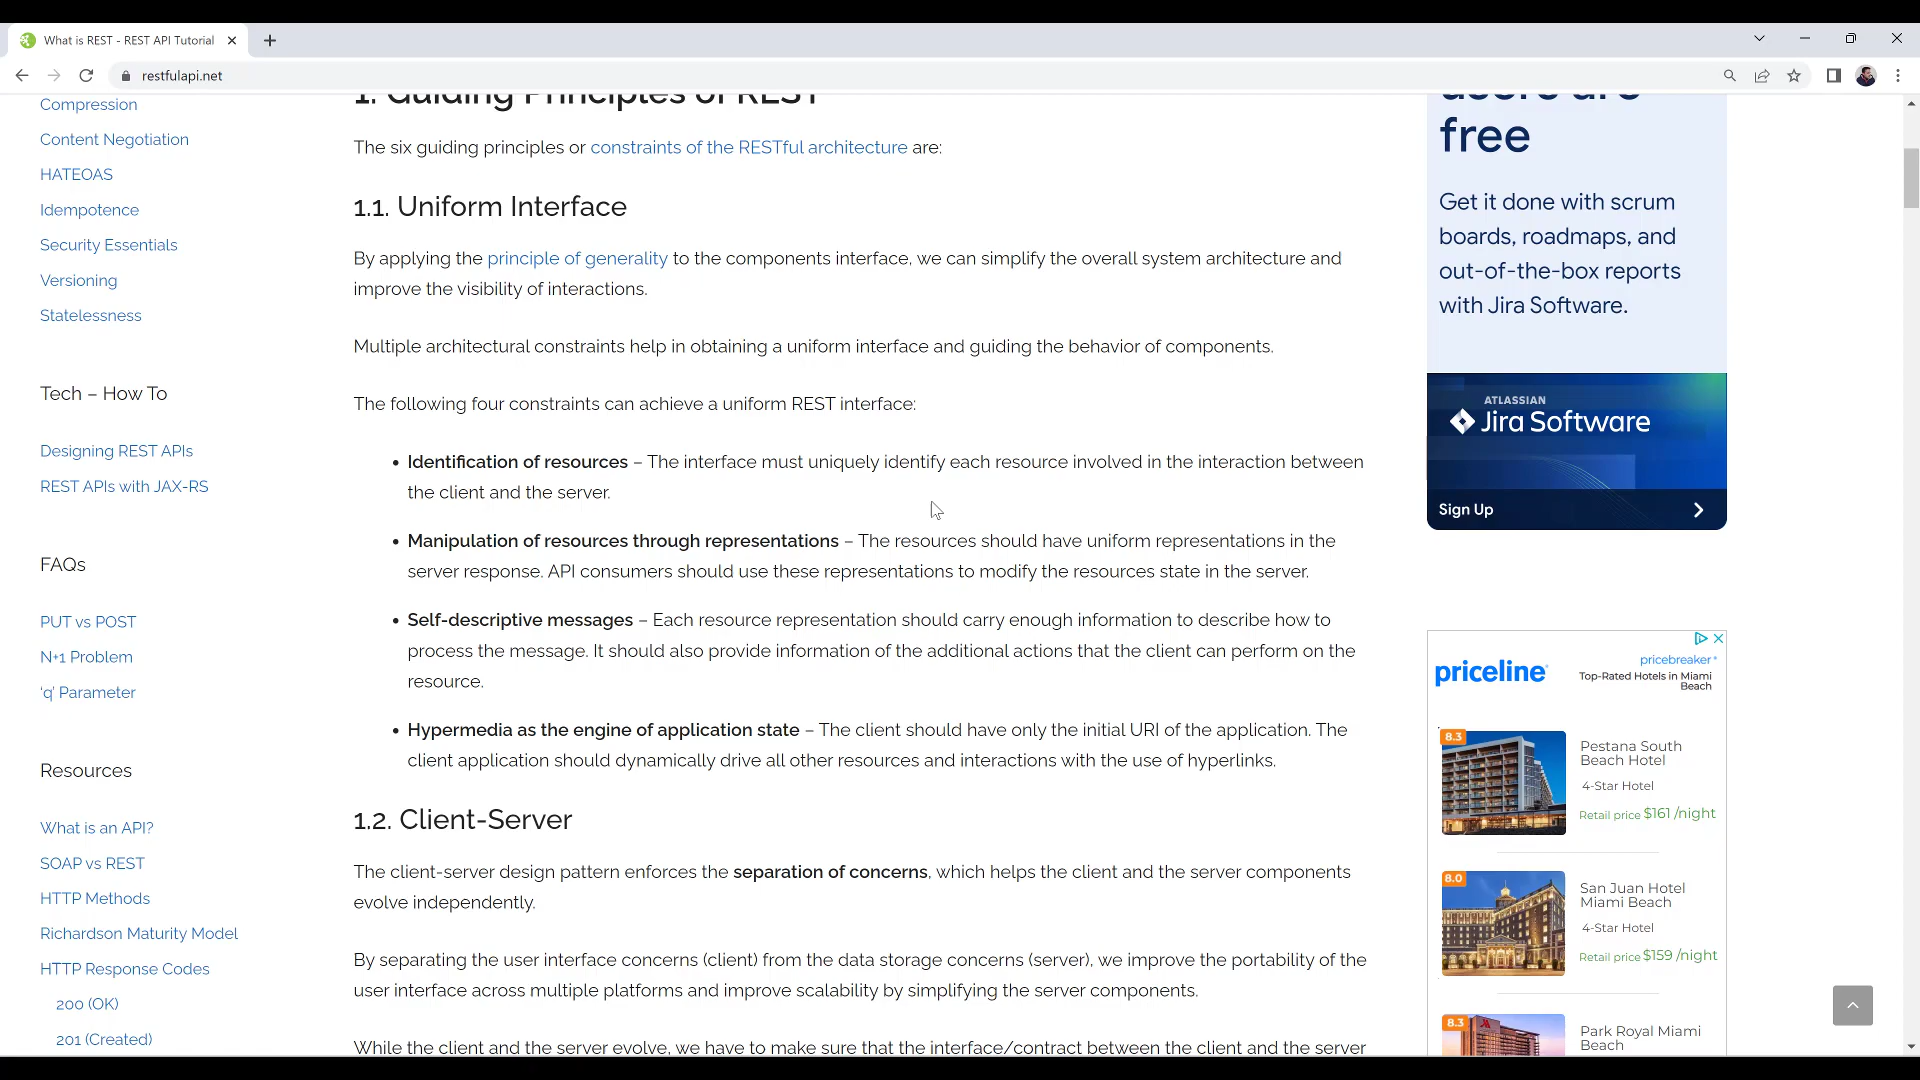 What is REST - REST API Tutorial
restfulapi.net
Compression
Content Negotiation
HATEOAS
Idempotence
Security Essentials
Versioning
Statelessness
Tech – How To
Designing REST APIs
REST APIs with JAX-RS
FAQs
PUT vs POST
N+1 Problem
‘q’ Parameter
Resources
What is an API?
SOAP vs REST
HTTP Methods
Richardson Maturity Model
HTTP Response Codes
200 (OK)
201 (Created)
1. Guiding Principles of REST
The six guiding principles or constraints of the RESTful architecture are:
1.1. Uniform Interface
By applying the principle of generality to the components interface, we can simplify the overall system architecture and
improve the visibility of interactions.
Multiple architectural constraints help in obtaining a uniform interface and guiding the behavior of components.
The following four constraints can achieve a uniform REST interface:
• Identification of resources – The interface must uniquely identify each resource involved in the interaction between
the client and the server.
• Manipulation of resources through representations – The resources should have uniform representations in the
server response. API consumers should use these representations to modify the resources state in the server.
• Self-descriptive messages – Each resource representation should carry enough information to describe how to
process the message. It should also provide information of the additional actions that the client can perform on the
resource.
• Hypermedia as the engine of application state – The client should have only the initial URI of the application. The
client application should dynamically drive all other resources and interactions with the use of hyperlinks.
1.2. Client-Server
The client-server design pattern enforces the separation of concerns, which helps the client and the server components
evolve independently.
By separating the user interface concerns (client) from the data storage concerns (server), we improve the portability of the
user interface across multiple platforms and improve scalability by simplifying the server components.
While the client and the server evolve, we have to make sure that the interface/contract between the client and the server
users are
free
Get it done with scrum
boards, roadmaps, and
out-of-the-box reports
with Jira Software.
ATLASSIAN
Jira Software
Sign Up
priceline
pricebreaker
Top-Rated Hotels in Miami
Beach
8.3
Pestana South
Beach Hotel
4-Star Hotel
Retail price $161 /night
8.0
San Juan Hotel
Miami Beach
4-Star Hotel
Retail price $159 /night
8.3
Park Royal Miami
Beach